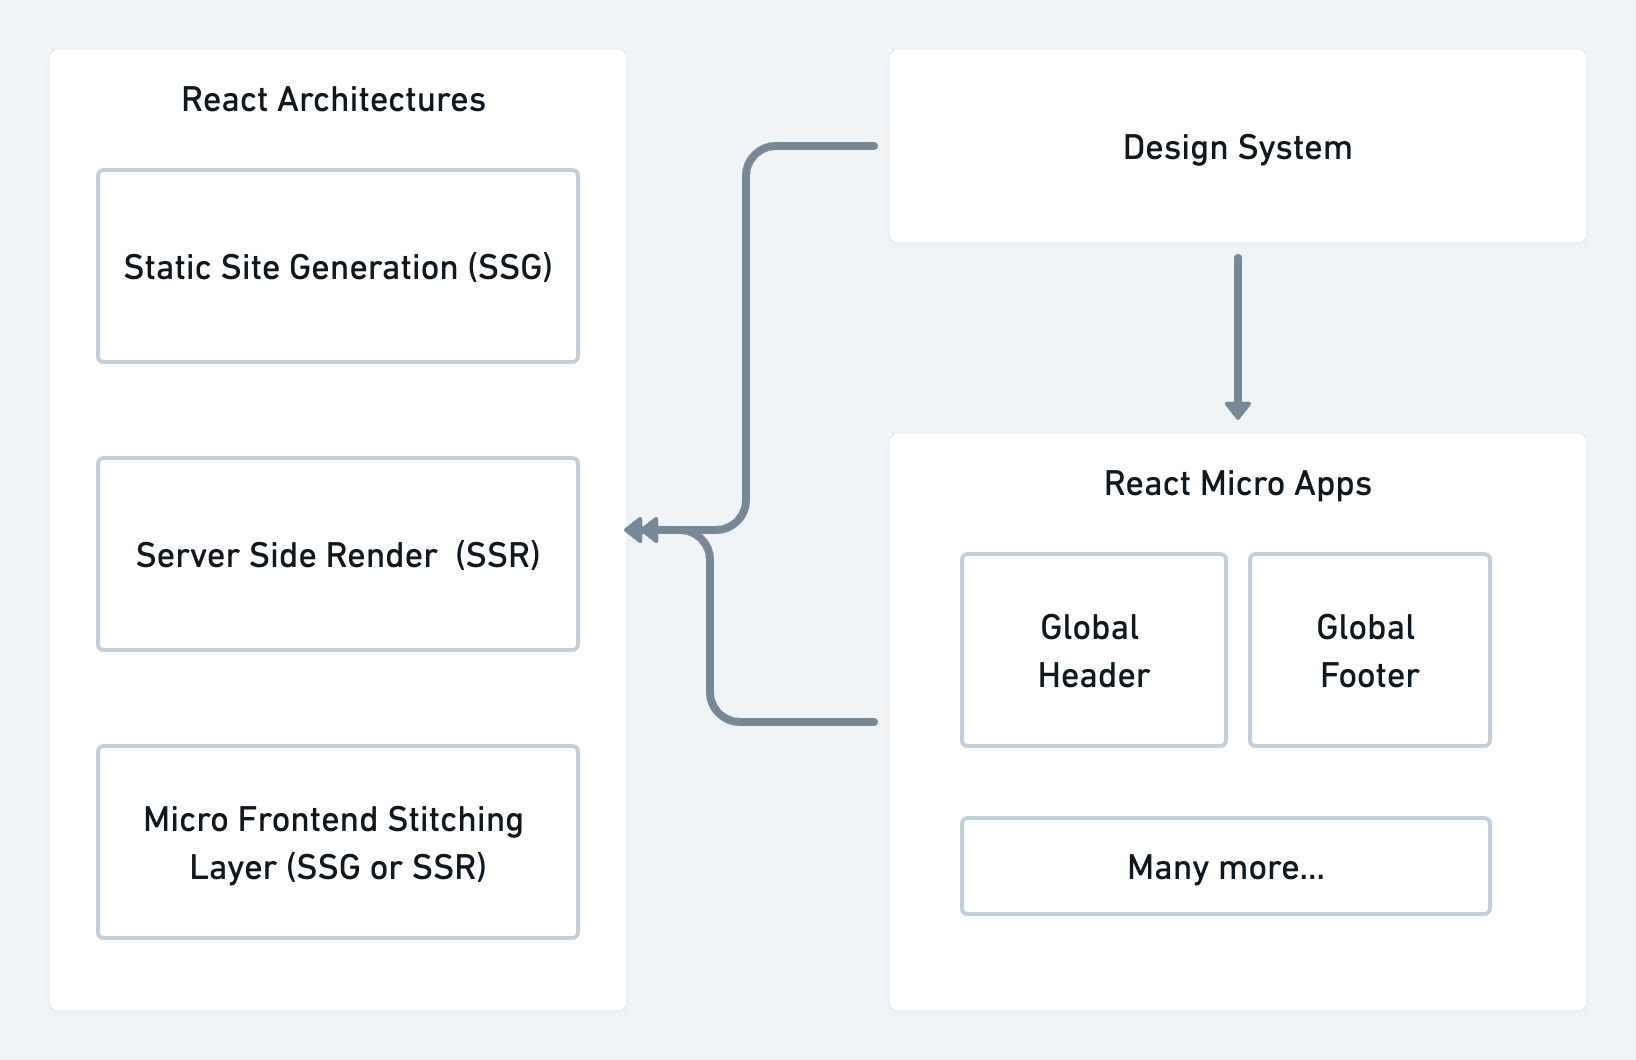 React Architectures
Static Site Generation (SSG)
Server Side Render  (SSR)
Micro Frontend Stitching
Layer (SSG or SSR)
Design System
React Micro Apps
Global
Header
Global
Footer
Many more...